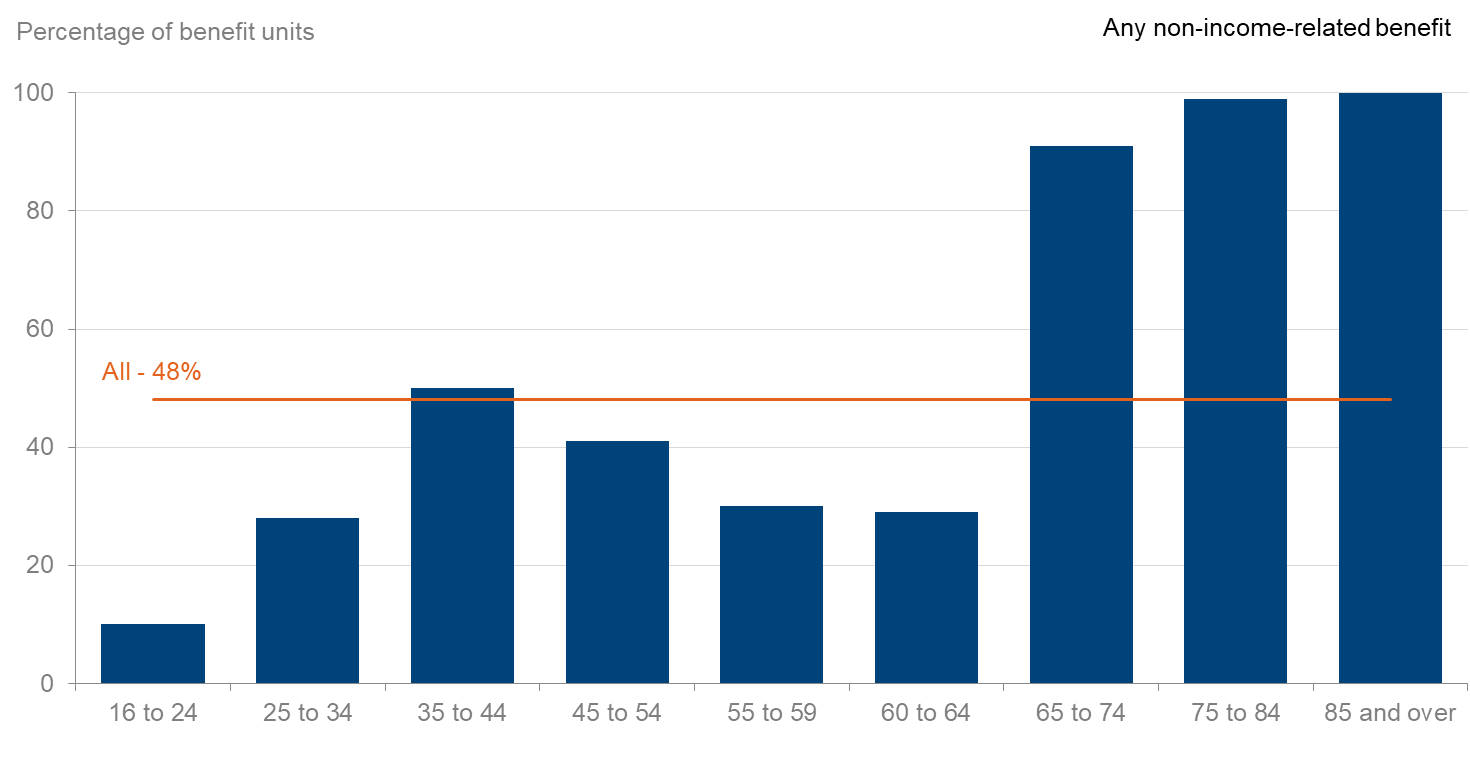 Percentage of benefit units
Any non-income-related benefit
100
80
60
All - 48%
40
20
0
16 to 24
25 to 34
35 to 44
45 to 54
55 to 59
60 to 64
65 to 74
75 to 84
85 and over